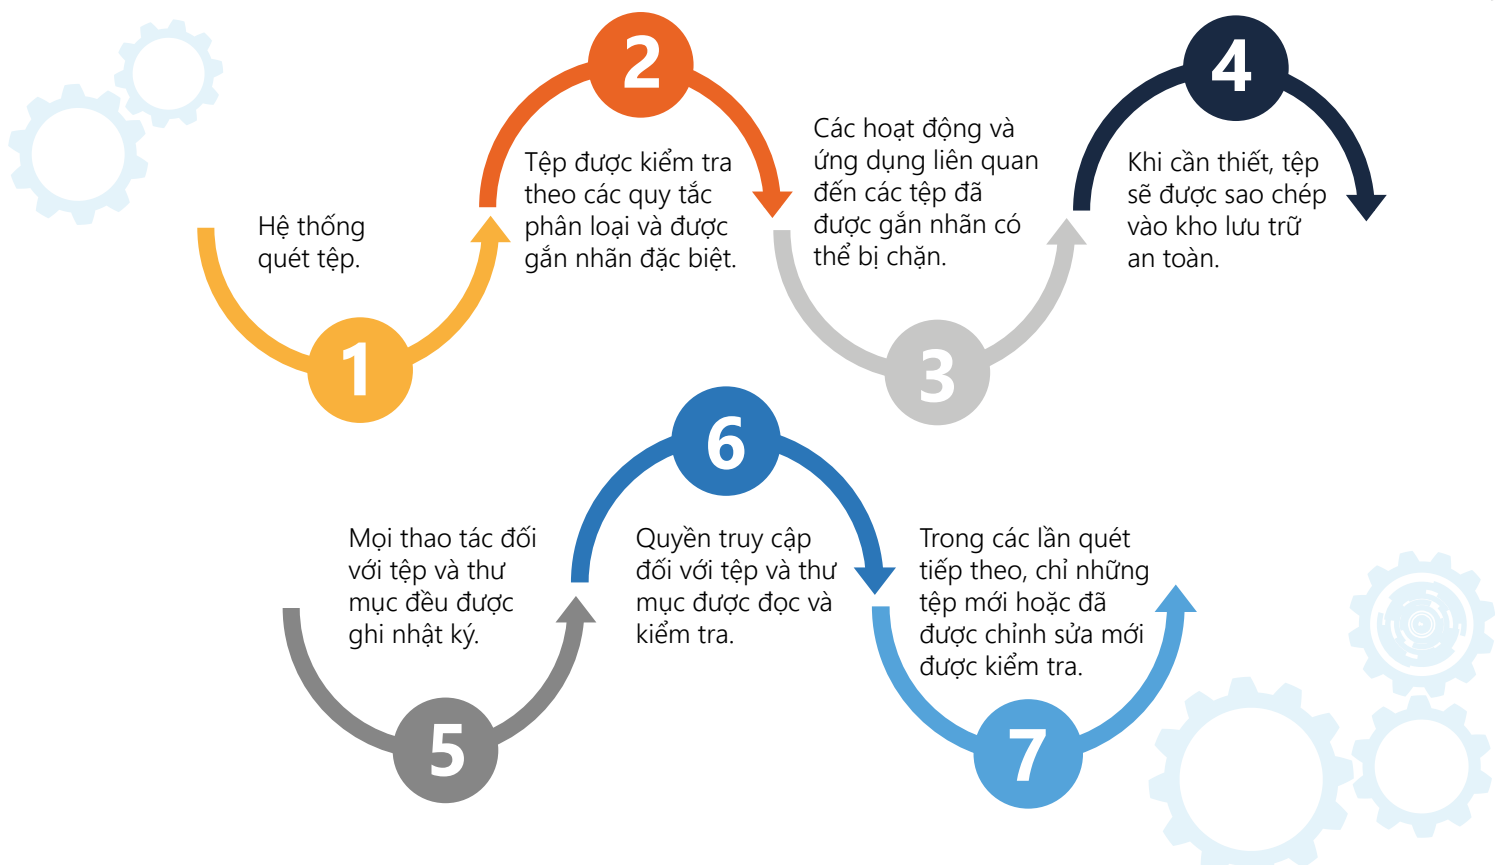 1
Hệ thống
quét tệp.
2
Tệp được kiểm tra
theo các quy tắc
phân loại và được
gắn nhãn đặc biệt.
3
Các hoạt động và
ứng dụng liên quan
đến các tệp đã
được gắn nhãn có
thể bị chặn.
4
Khi cần thiết, tệp
sẽ được sao chép
vào kho lưu trữ
an toàn.
5
Mọi thao tác đối
với tệp và thư
mục đều được
ghi nhật ký.
6
Quyền truy cập
đối với tệp và thư
mục được đọc và
kiểm tra.
7
Trong các lần quét
tiếp theo, chỉ những
tệp mới hoặc đã
được chỉnh sửa mới
được kiểm tra.